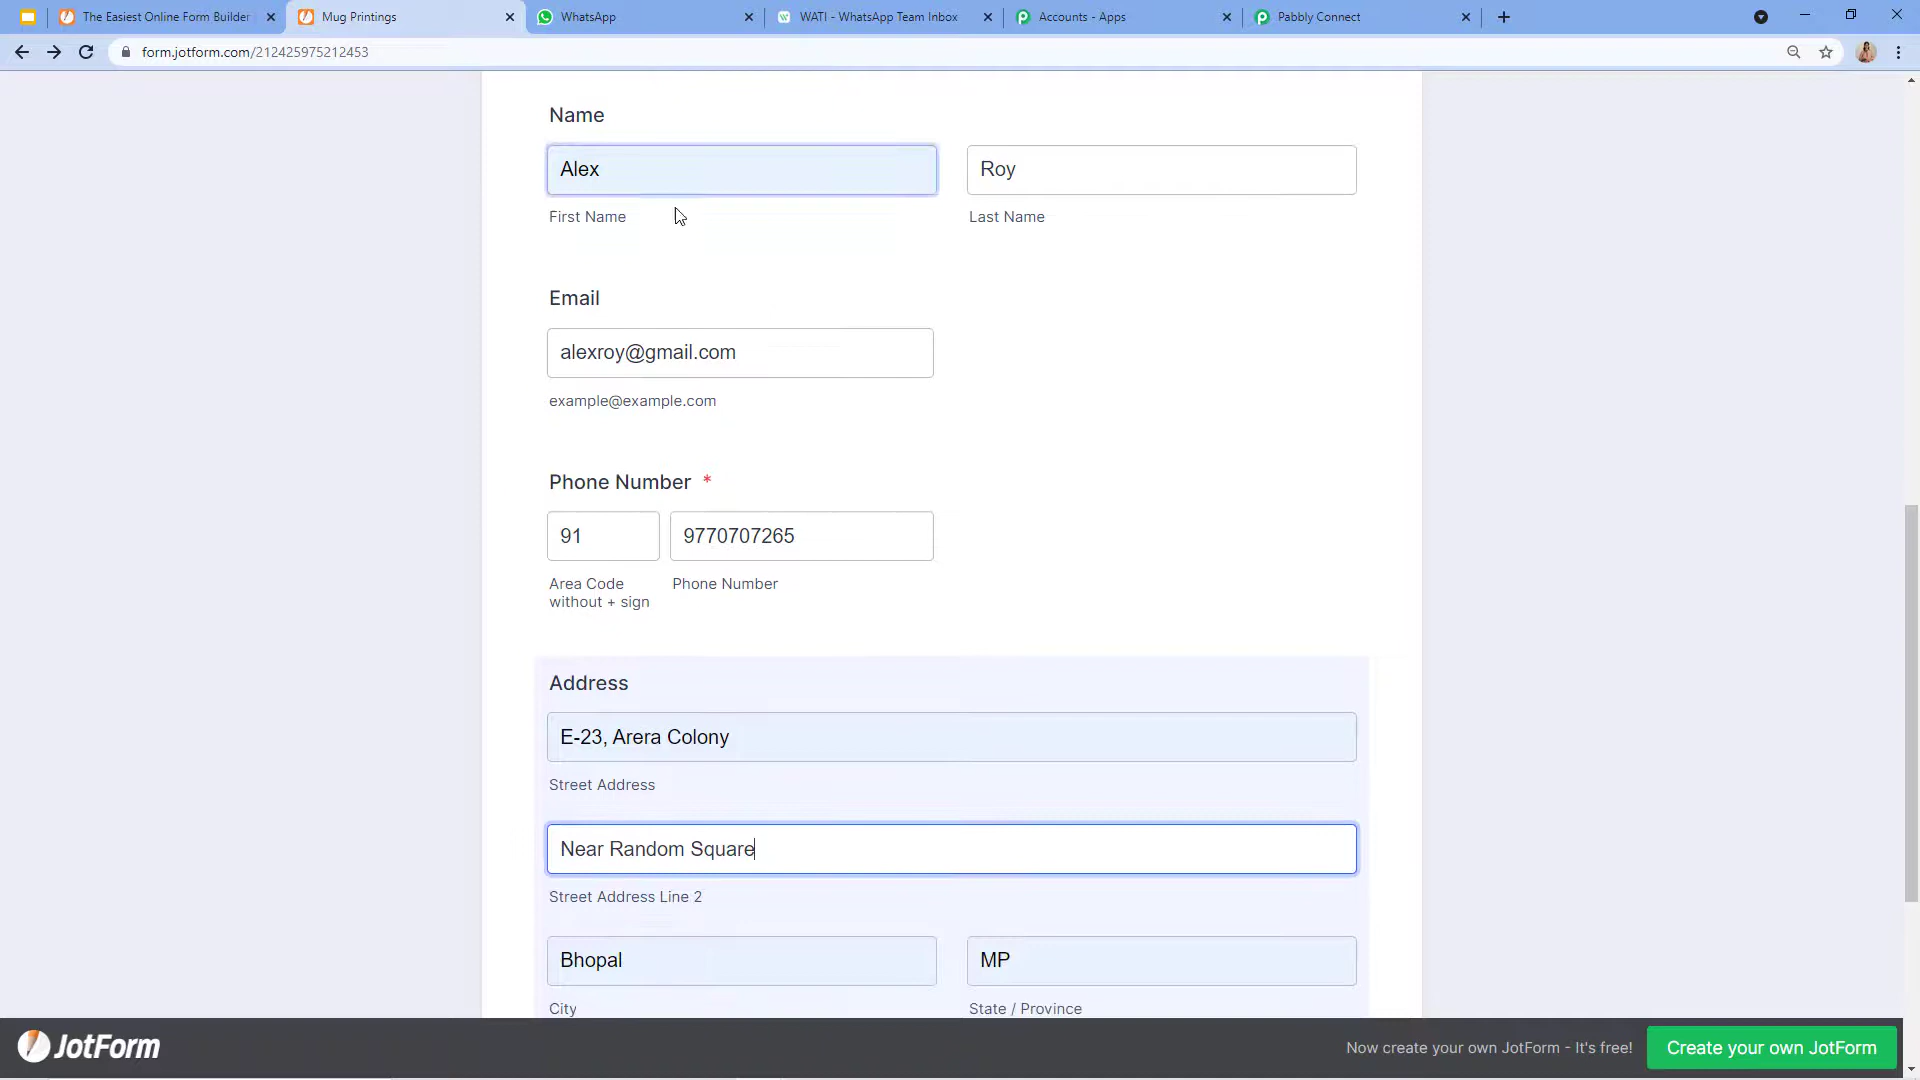 The Easiest Online Form Builder
Mug Printings
WhatsApp
WATI - WhatsApp Team Inbox
Accounts - Apps
Pabbly Connect
form.jotform.com/212425975212453
Name
Alex
Roy
First Name
Last Name
Email
alexroy@gmail.com
example@example.com
Phone Number *
91
9770707265
Area Code
without + sign
Phone Number
Address
E-23, Arera Colony
Street Address
Near Random Square
Street Address Line 2
Bhopal
MP
City
State / Province
JotForm
Now create your own JotForm - It's free!
Create your own JotForm